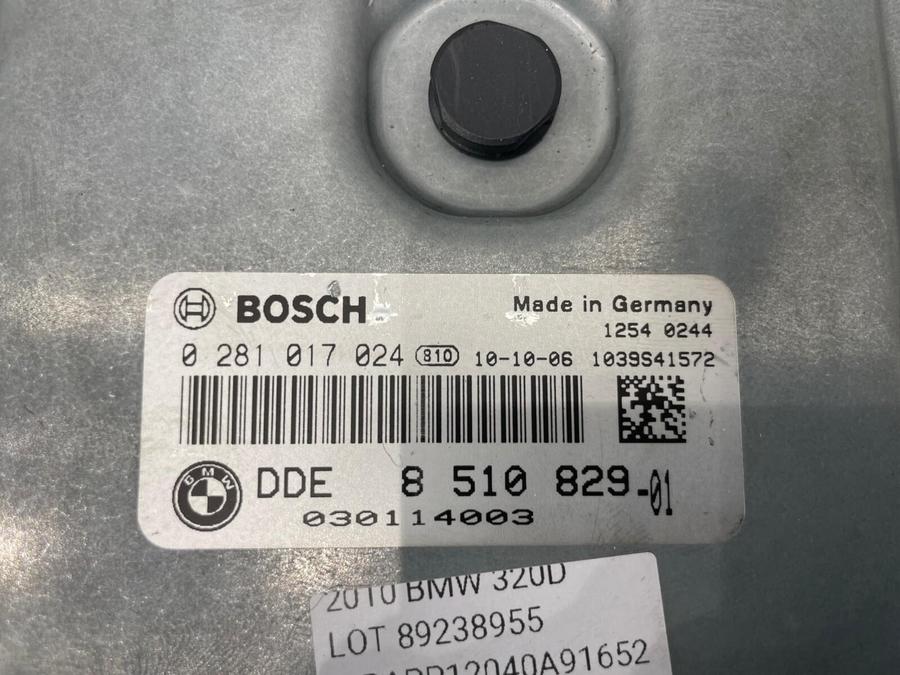 BOSCH Made in Germany
1254 0244
0 281 017 024 810 10-10-06 1039S41572
BMW DDE 8 510 829-01
030114003
2010 BMW 320D
LOT 89238955